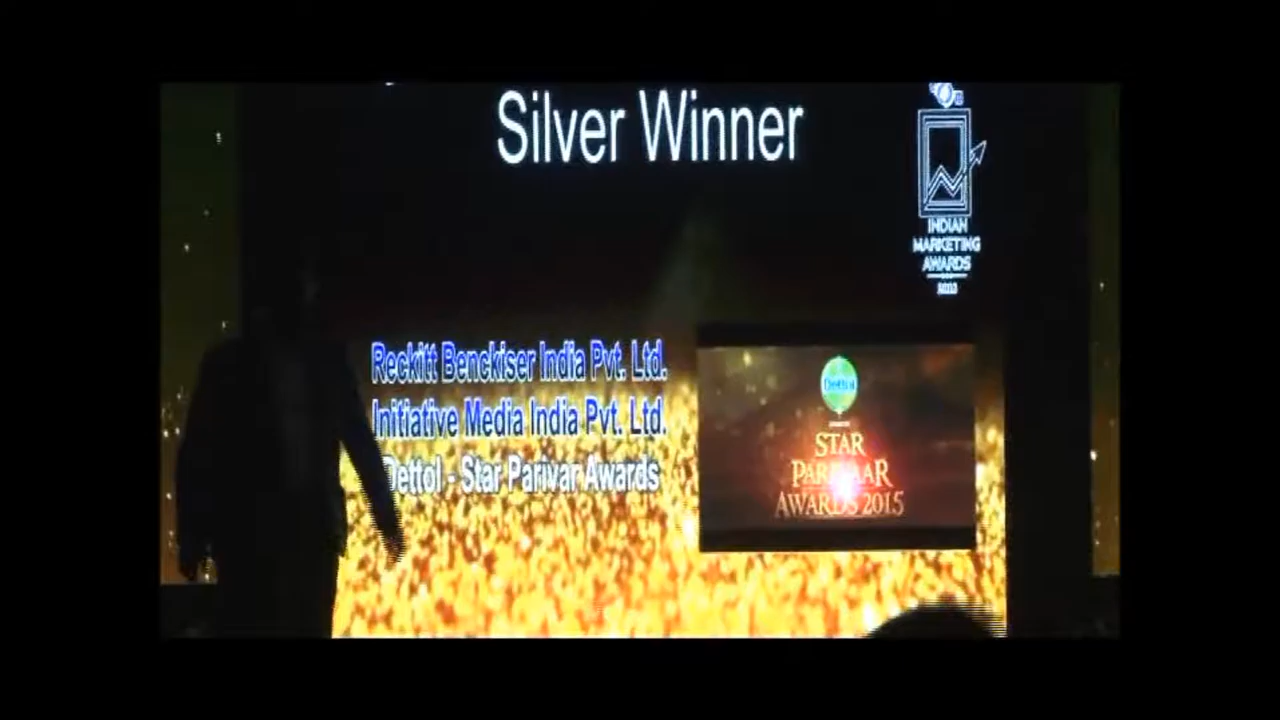 Silver Winner
INDIAN
MARKETING
AWARDS
Reckitt Benckiser India Pvt. Ltd.
Initiative Media India Pvt. Ltd.
Dettol - Star Parivar Awards
Dettol
STAR
PARIVAAR
AWARDS 2015